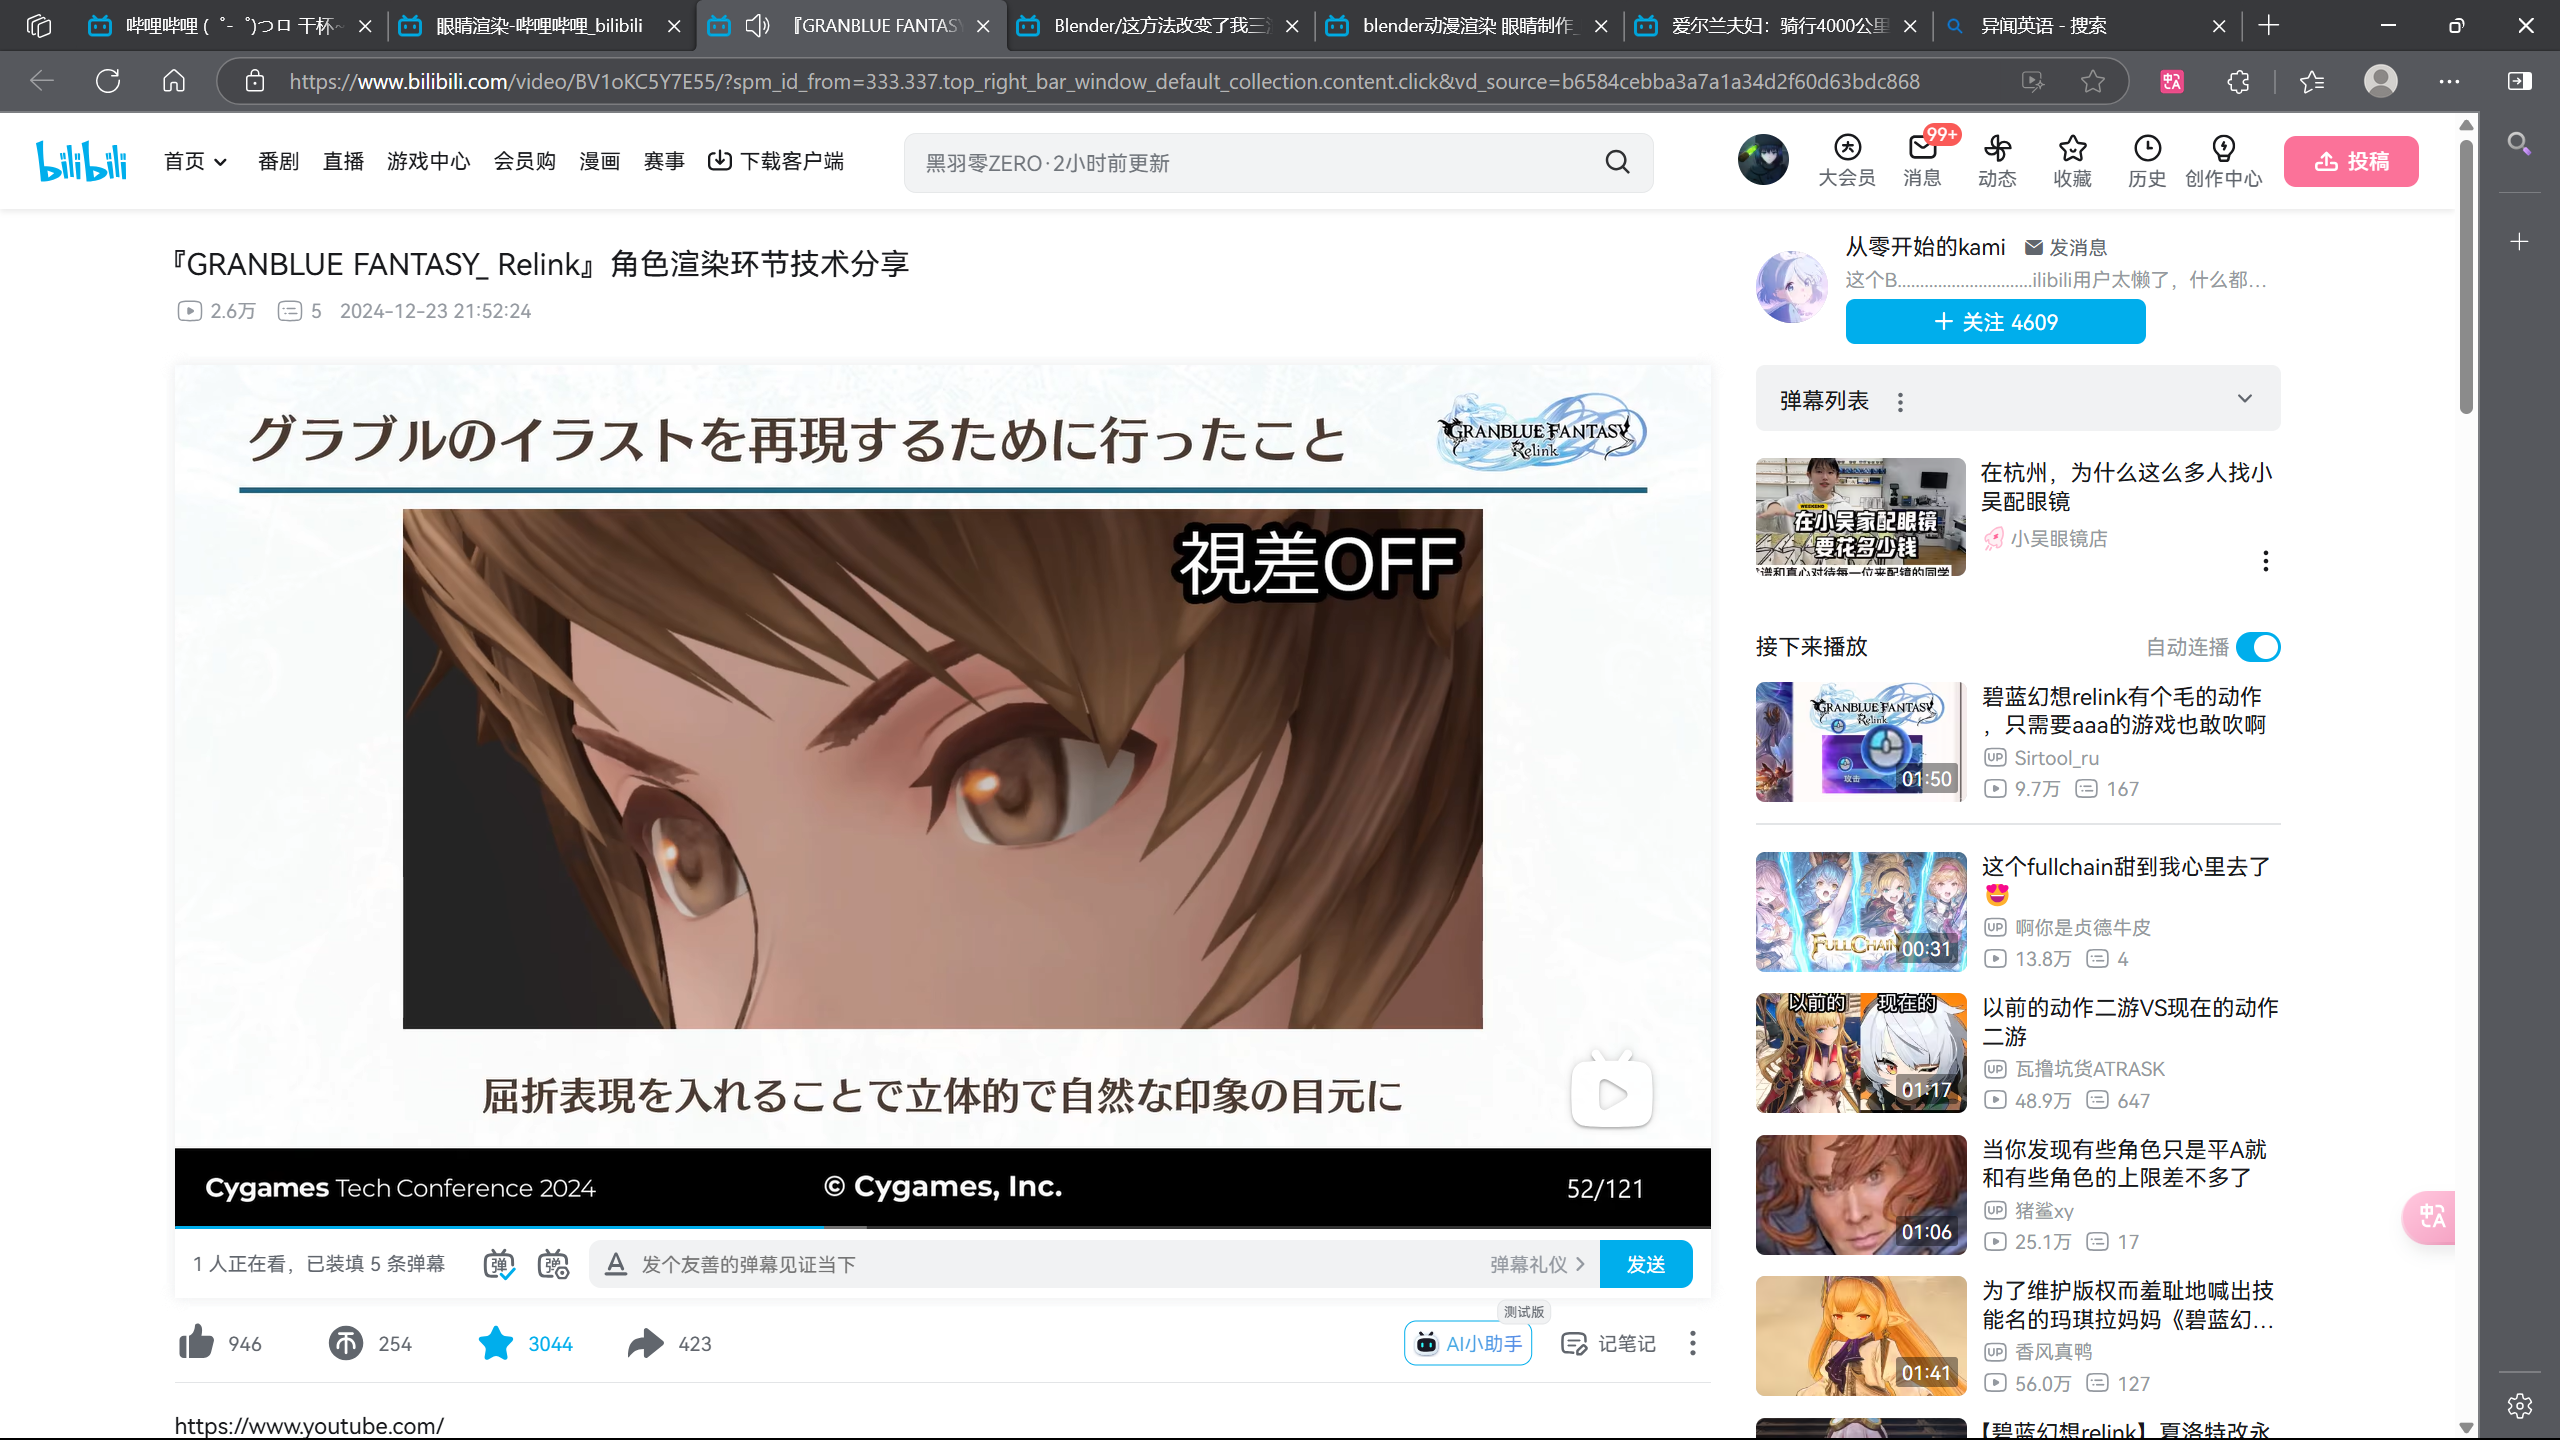 哔哩哔哩 (゜-゜)つロ 干杯~
眼睛渲染-哔哩哔哩_bilibili
『GRANBLUE FANTASY
Blender/这方法改变了我三
blender动漫渲染 眼睛制作_
爱尔兰夫妇：骑行4000公里
异闻英语 - 搜索
https://www.bilibili.com/video/BV1oKC5Y7E55/?spm_id_from=333.337.top_right_bar_window_default_collection.content.click&vd_source=b6584cebba3a7a1a34d2f60d63bdc868
bilibili
首页
番剧
直播
游戏中心
会员购
漫画
赛事
下载客户端
黑羽零ZERO·2小时前更新
大会员
99+
消息
动态
收藏
历史
创作中心
投稿
『GRANBLUE FANTASY_ Relink』角色渲染环节技术分享
2.6万 5 2024-12-23 21:52:24
グラブルのイラストを再現するために行ったこと
GRANBLUE FANTASY
Relink
視差OFF
屈折表現を入れることで立体的で自然な印象の目元に
Cygames Tech Conference 2024
© Cygames, Inc.
52/121
1 人正在看，已装填 5 条弹幕
发个友善的弹幕见证当下
弹幕礼仪
发送
946
254
3044
423
测试版
AI小助手
记笔记
https://www.youtube.com/
从零开始的kami 发消息
这个B..............................ilibili用户太懒了，什么都…
+ 关注 4609
弹幕列表
WEEKEND
在小吴家配眼镜
要花多少钱
谱和真心对待每一位来配镜的同学
在杭州，为什么这么多人找小
吴配眼镜
小吴眼镜店
接下来播放
自动连播
GRANBLUE FANTASY
Relink
攻击
01:50
碧蓝幻想relink有个毛的动作
，只需要aaa的游戏也敢吹啊
Sirtool_ru
9.7万 167
FULL CHAIN
00:31
这个fullchain甜到我心里去了
😍
啊你是贞德牛皮
13.8万 4
以前的 现在的
01:17
以前的动作二游VS现在的动作
二游
瓦撸坑货ATRASK
48.9万 647
01:06
当你发现有些角色只是平A就
和有些角色的上限差不多了
猪鲨xy
25.1万 17
01:41
为了维护版权而羞耻地喊出技
能名的玛琪拉妈妈《碧蓝幻…
香风真鸭
56.0万 127
【碧蓝幻想relink】夏洛特改永